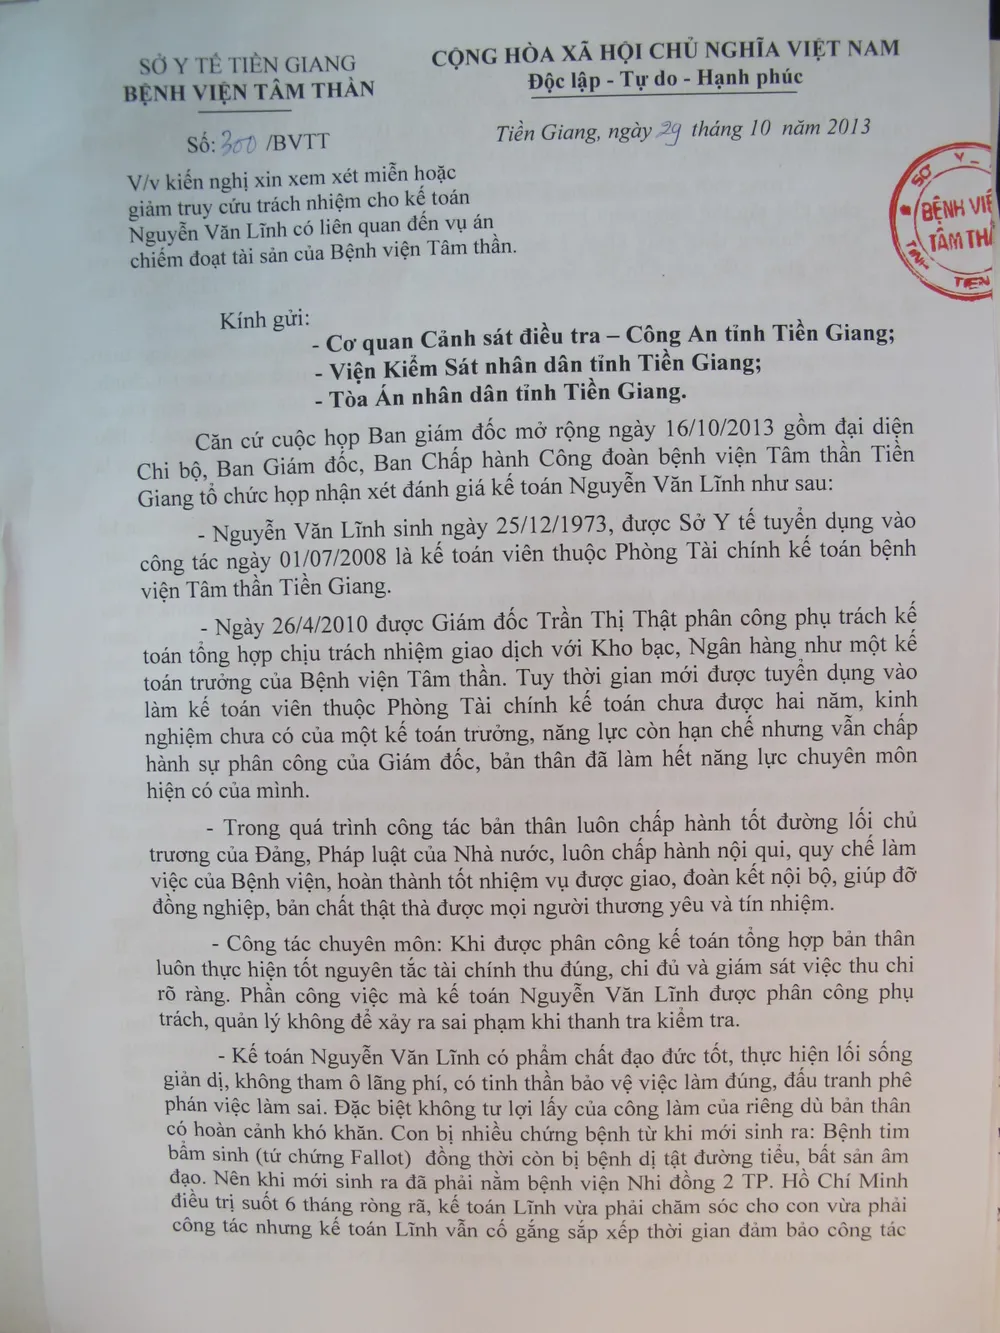 SỞ Y TẾ TIỀN GIANG
BỆNH VIỆN TÂM THẦN
CỘNG HÒA XÃ HỘI CHỦ NGHĨA VIỆT NAM
Độc lập - Tự do - Hạnh phúc
Số: 300 /BVTT
Tiền Giang, ngày 29 tháng 10 năm 2013
V/v kiến nghị xin xem xét miễn hoặc
giảm truy cứu trách nhiệm cho kế toán
Nguyễn Văn Lĩnh có liên quan đến vụ án
chiếm đoạt tài sản của Bệnh viện Tâm thần.
SỞ Y
BỆNH VIỆ
TÂM THẦ
TỈNH TIỀN
Kính gửi:
- Cơ quan Cảnh sát điều tra – Công An tỉnh Tiền Giang;
- Viện Kiểm Sát nhân dân tỉnh Tiền Giang;
- Tòa Án nhân dân tỉnh Tiền Giang.
Căn cứ cuộc họp Ban giám đốc mở rộng ngày 16/10/2013 gồm đại diện
Chi bộ, Ban Giám đốc, Ban Chấp hành Công đoàn bệnh viện Tâm thần Tiền
Giang tổ chức họp nhận xét đánh giá kế toán Nguyễn Văn Lĩnh như sau:
- Nguyễn Văn Lĩnh sinh ngày 25/12/1973, được Sở Y tế tuyển dụng vào
công tác ngày 01/07/2008 là kế toán viên thuộc Phòng Tài chính kế toán bệnh
viện Tâm thần Tiền Giang.
- Ngày 26/4/2010 được Giám đốc Trần Thị Thật phân công phụ trách kế
toán tổng hợp chịu trách nhiệm giao dịch với Kho bạc, Ngân hàng như một kế
toán trưởng của Bệnh viện Tâm thần. Tuy thời gian mới được tuyển dụng vào
làm kế toán viên thuộc Phòng Tài chính kế toán chưa được hai năm, kinh
nghiệm chưa có của một kế toán trưởng, năng lực còn hạn chế nhưng vẫn chấp
hành sự phân công của Giám đốc, bản thân đã làm hết năng lực chuyên môn
hiện có của mình.
- Trong quá trình công tác bản thân luôn chấp hành tốt đường lối chủ
trương của Đảng, Pháp luật của Nhà nước, luôn chấp hành nội qui, quy chế làm
việc của Bệnh viện, hoàn thành tốt nhiệm vụ được giao, đoàn kết nội bộ, giúp đỡ
đồng nghiệp, bản chất thật thà được mọi người thương yêu và tín nhiệm.
- Công tác chuyên môn: Khi được phân công kế toán tổng hợp bản thân
luôn thực hiện tốt nguyên tắc tài chính thu đúng, chi đủ và giám sát việc thu chi
rõ ràng. Phần công việc mà kế toán Nguyễn Văn Lĩnh được phân công phụ
trách, quản lý không để xảy ra sai phạm khi thanh tra kiểm tra.
- Kế toán Nguyễn Văn Lĩnh có phẩm chất đạo đức tốt, thực hiện lối sống
giản dị, không tham ô lãng phí, có tinh thần bảo vệ việc làm đúng, đấu tranh phê
phán việc làm sai. Đặc biệt không tư lợi lấy của công làm của riêng dù bản thân
có hoàn cảnh khó khăn. Con bị nhiều chứng bệnh từ khi mới sinh ra: Bệnh tim
bẩm sinh (tứ chứng Fallot) đồng thời còn bị bệnh dị tật đường tiểu, bất sản âm
đạo. Nên khi mới sinh ra đã phải nằm bệnh viện Nhi đồng 2 TP. Hồ Chí Minh
điều trị suốt 6 tháng ròng rã, kế toán Lĩnh vừa phải chăm sóc cho con vừa phải
công tác nhưng kế toán Lĩnh vẫn cố gắng sắp xếp thời gian đảm bảo công tác